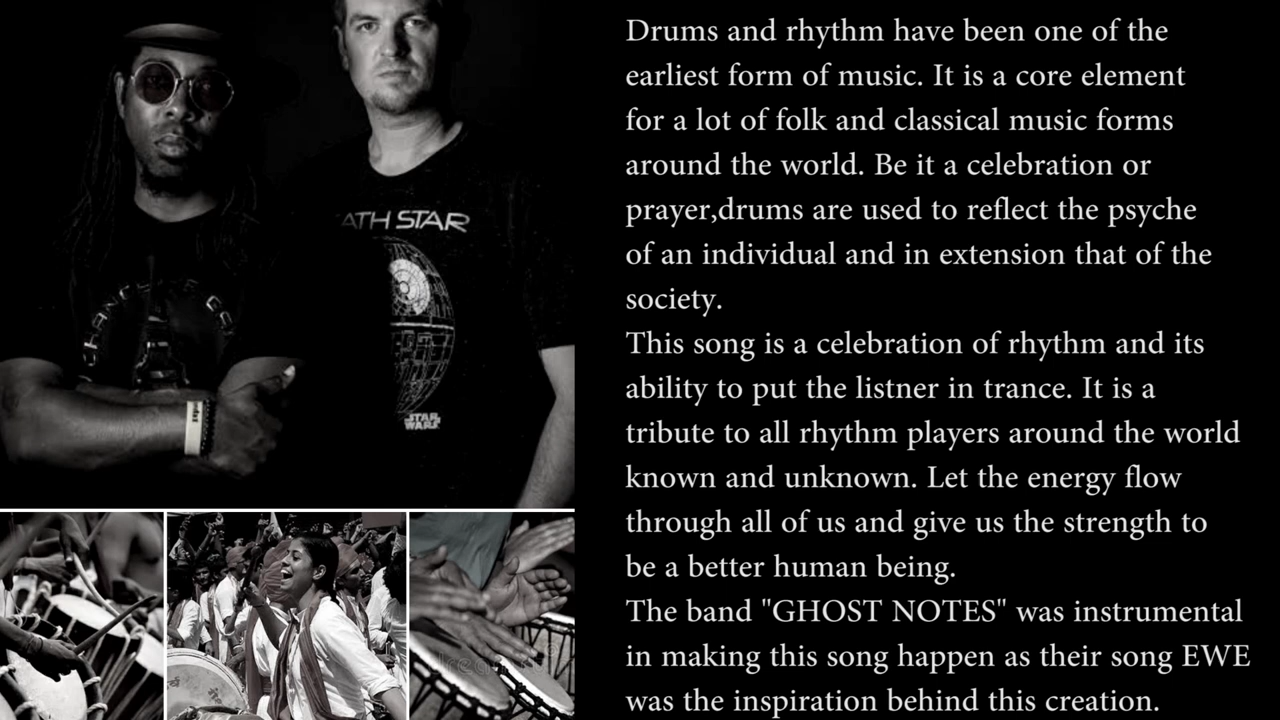 ATH STAR
STAR
WARS
Drums and rhythm have been one of the
earliest form of music. It is a core element
for a lot of folk and classical music forms
around the world. Be it a celebration or
prayer,drums are used to reflect the psyche
of an individual and in extension that of the
society.
This song is a celebration of rhythm and its
ability to put the listner in trance. It is a
tribute to all rhythm players around the world
known and unknown. Let the energy flow
through all of us and give us the strength to
be a better human being.
The band "GHOST NOTES" was instrumental
in making this song happen as their song EWE
was the inspiration behind this creation.